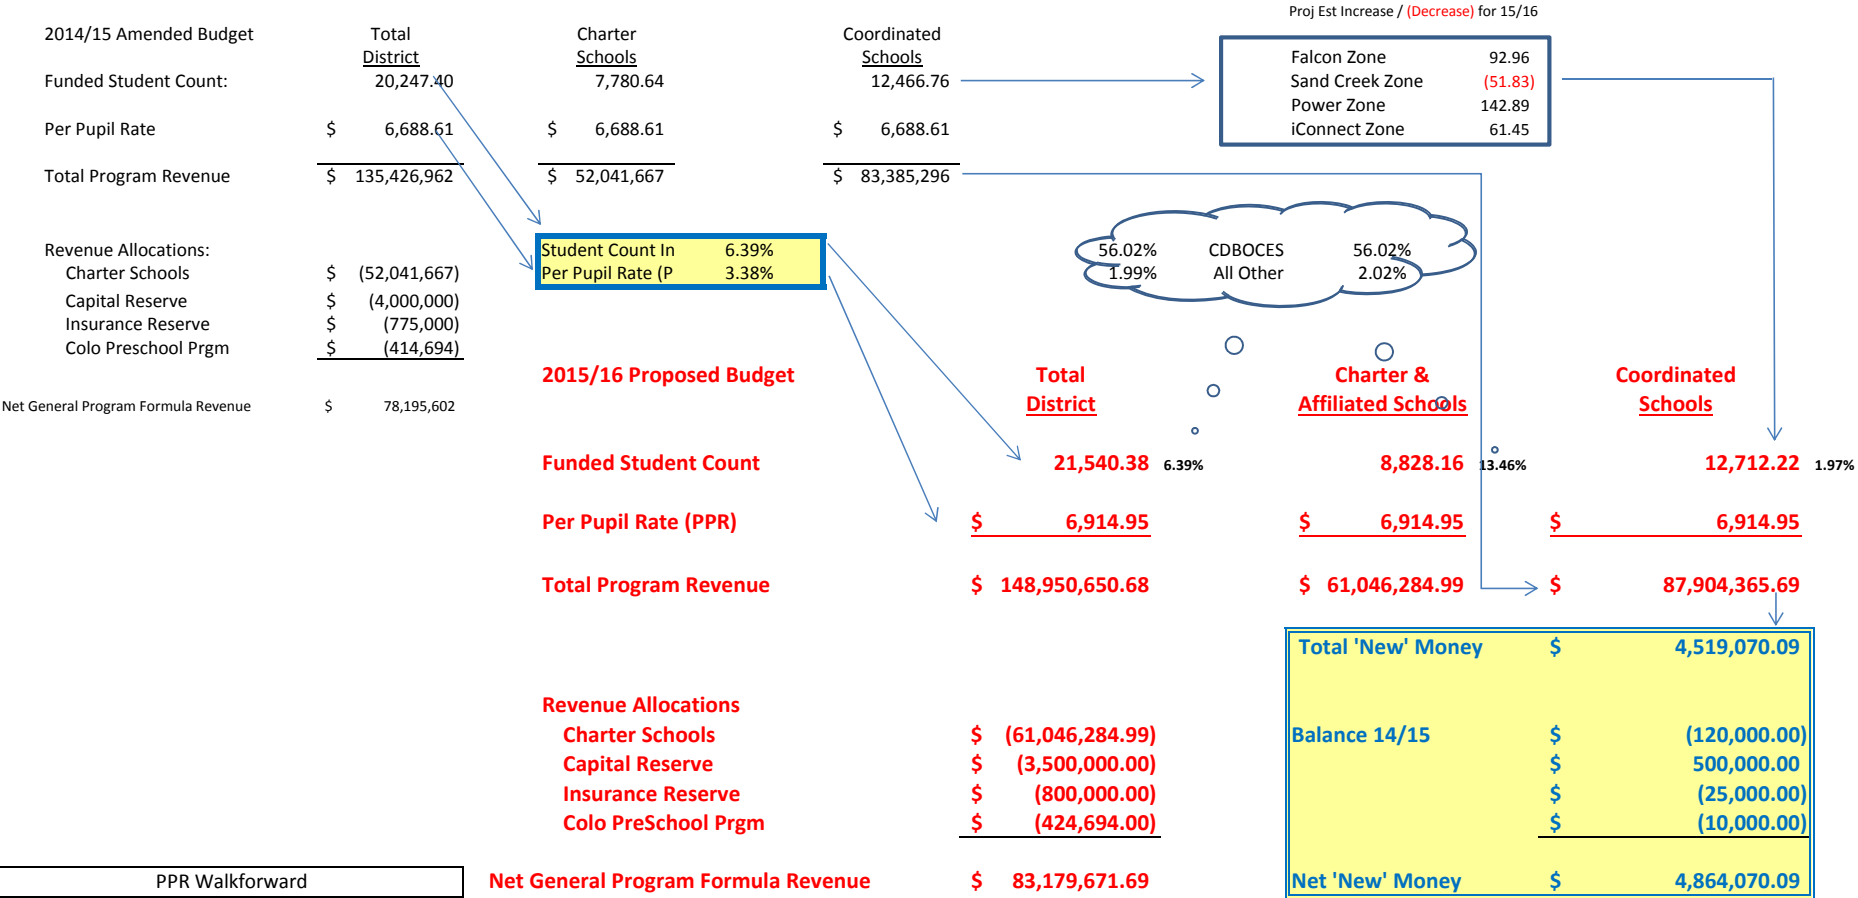 Proj Est Increase / (Decrease) for 15/16
2014/15 Amended Budget Total Charter Coordinated
District Schools Schools
Falcon Zone 92.96
Funded Student Count: 20,247.40 7,780.64 12,466.76
Sand Creek Zone (51.83)
Power Zone 142.89
Per Pupil Rate $ 6,688.61 $ 6,688.61 $ 6,688.61
iConnect Zone 61.45
Total Program Revenue $ 135,426,962 $ 52,041,667 $ 83,385,296
Revenue Allocations: Student Count In 6.39% 56.02% CDBOCES 56.02%
Charter Schools $ (52,041,667) Per Pupil Rate (P 3.38% 1.99% All Other 2.02%
Capital Reserve $ (4,000,000)
Insurance Reserve $ (775,000)
Colo Preschool Prgm $ (414,694)
2015/16 Proposed Budget Total Charter & Coordinated
Net General Program Formula Revenue $ 78,195,602 District Affiliated Schools Schools
Funded Student Count 21,540.38 6.39% 8,828.16 13.46% 12,712.22 1.97%
Per Pupil Rate (PPR) $ 6,914.95 $ 6,914.95 $ 6,914.95
Total Program Revenue $ 148,950,650.68 $ 61,046,284.99 $ 87,904,365.69
Total 'New' Money $ 4,519,070.09
Revenue Allocations
Charter Schools $ (61,046,284.99) Balance 14/15 $ (120,000.00)
Capital Reserve $ (3,500,000.00) $ 500,000.00
Insurance Reserve $ (800,000.00) $ (25,000.00)
Colo PreSchool Prgm $ (424,694.00) $ (10,000.00)
PPR Walkforward Net General Program Formula Revenue $ 83,179,671.69 Net 'New' Money $ 4,864,070.09